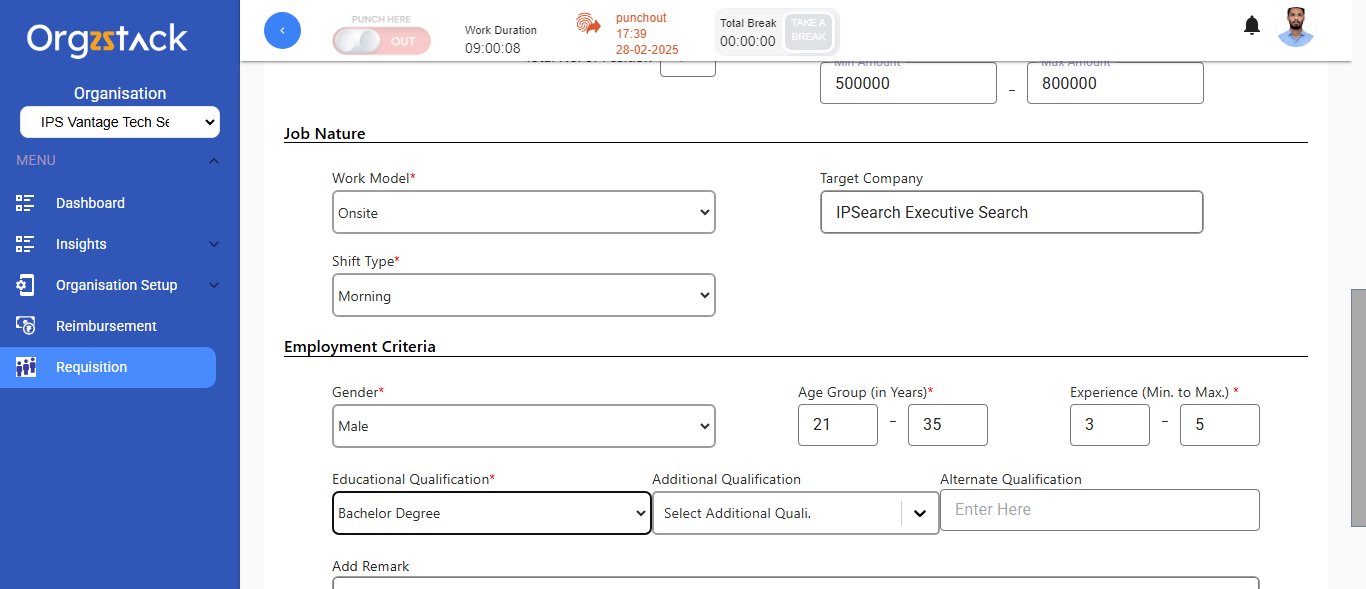 Orgzstack
Organisation
IPS Vantage Tech Se
MENU
Dashboard
Insights
Organisation Setup
Reimbursement
Requisition
PUNCH HERE
OUT
Work Duration
09:00:08
punchout
17:39
28-02-2025
Total Break
00:00:00
TAKE A
BREAK
Min Amount
Max Amount
500000 - 800000
Job Nature
Work Model*
Onsite
Target Company
IPSearch Executive Search
Shift Type*
Morning
Employment Criteria
Gender*
Male
Age Group (in Years)*
21 - 35
Experience (Min. to Max.) *
3 - 5
Educational Qualification*
Bachelor Degree
Additional Qualification
Select Additional Quali.
Alternate Qualification
Enter Here
Add Remark